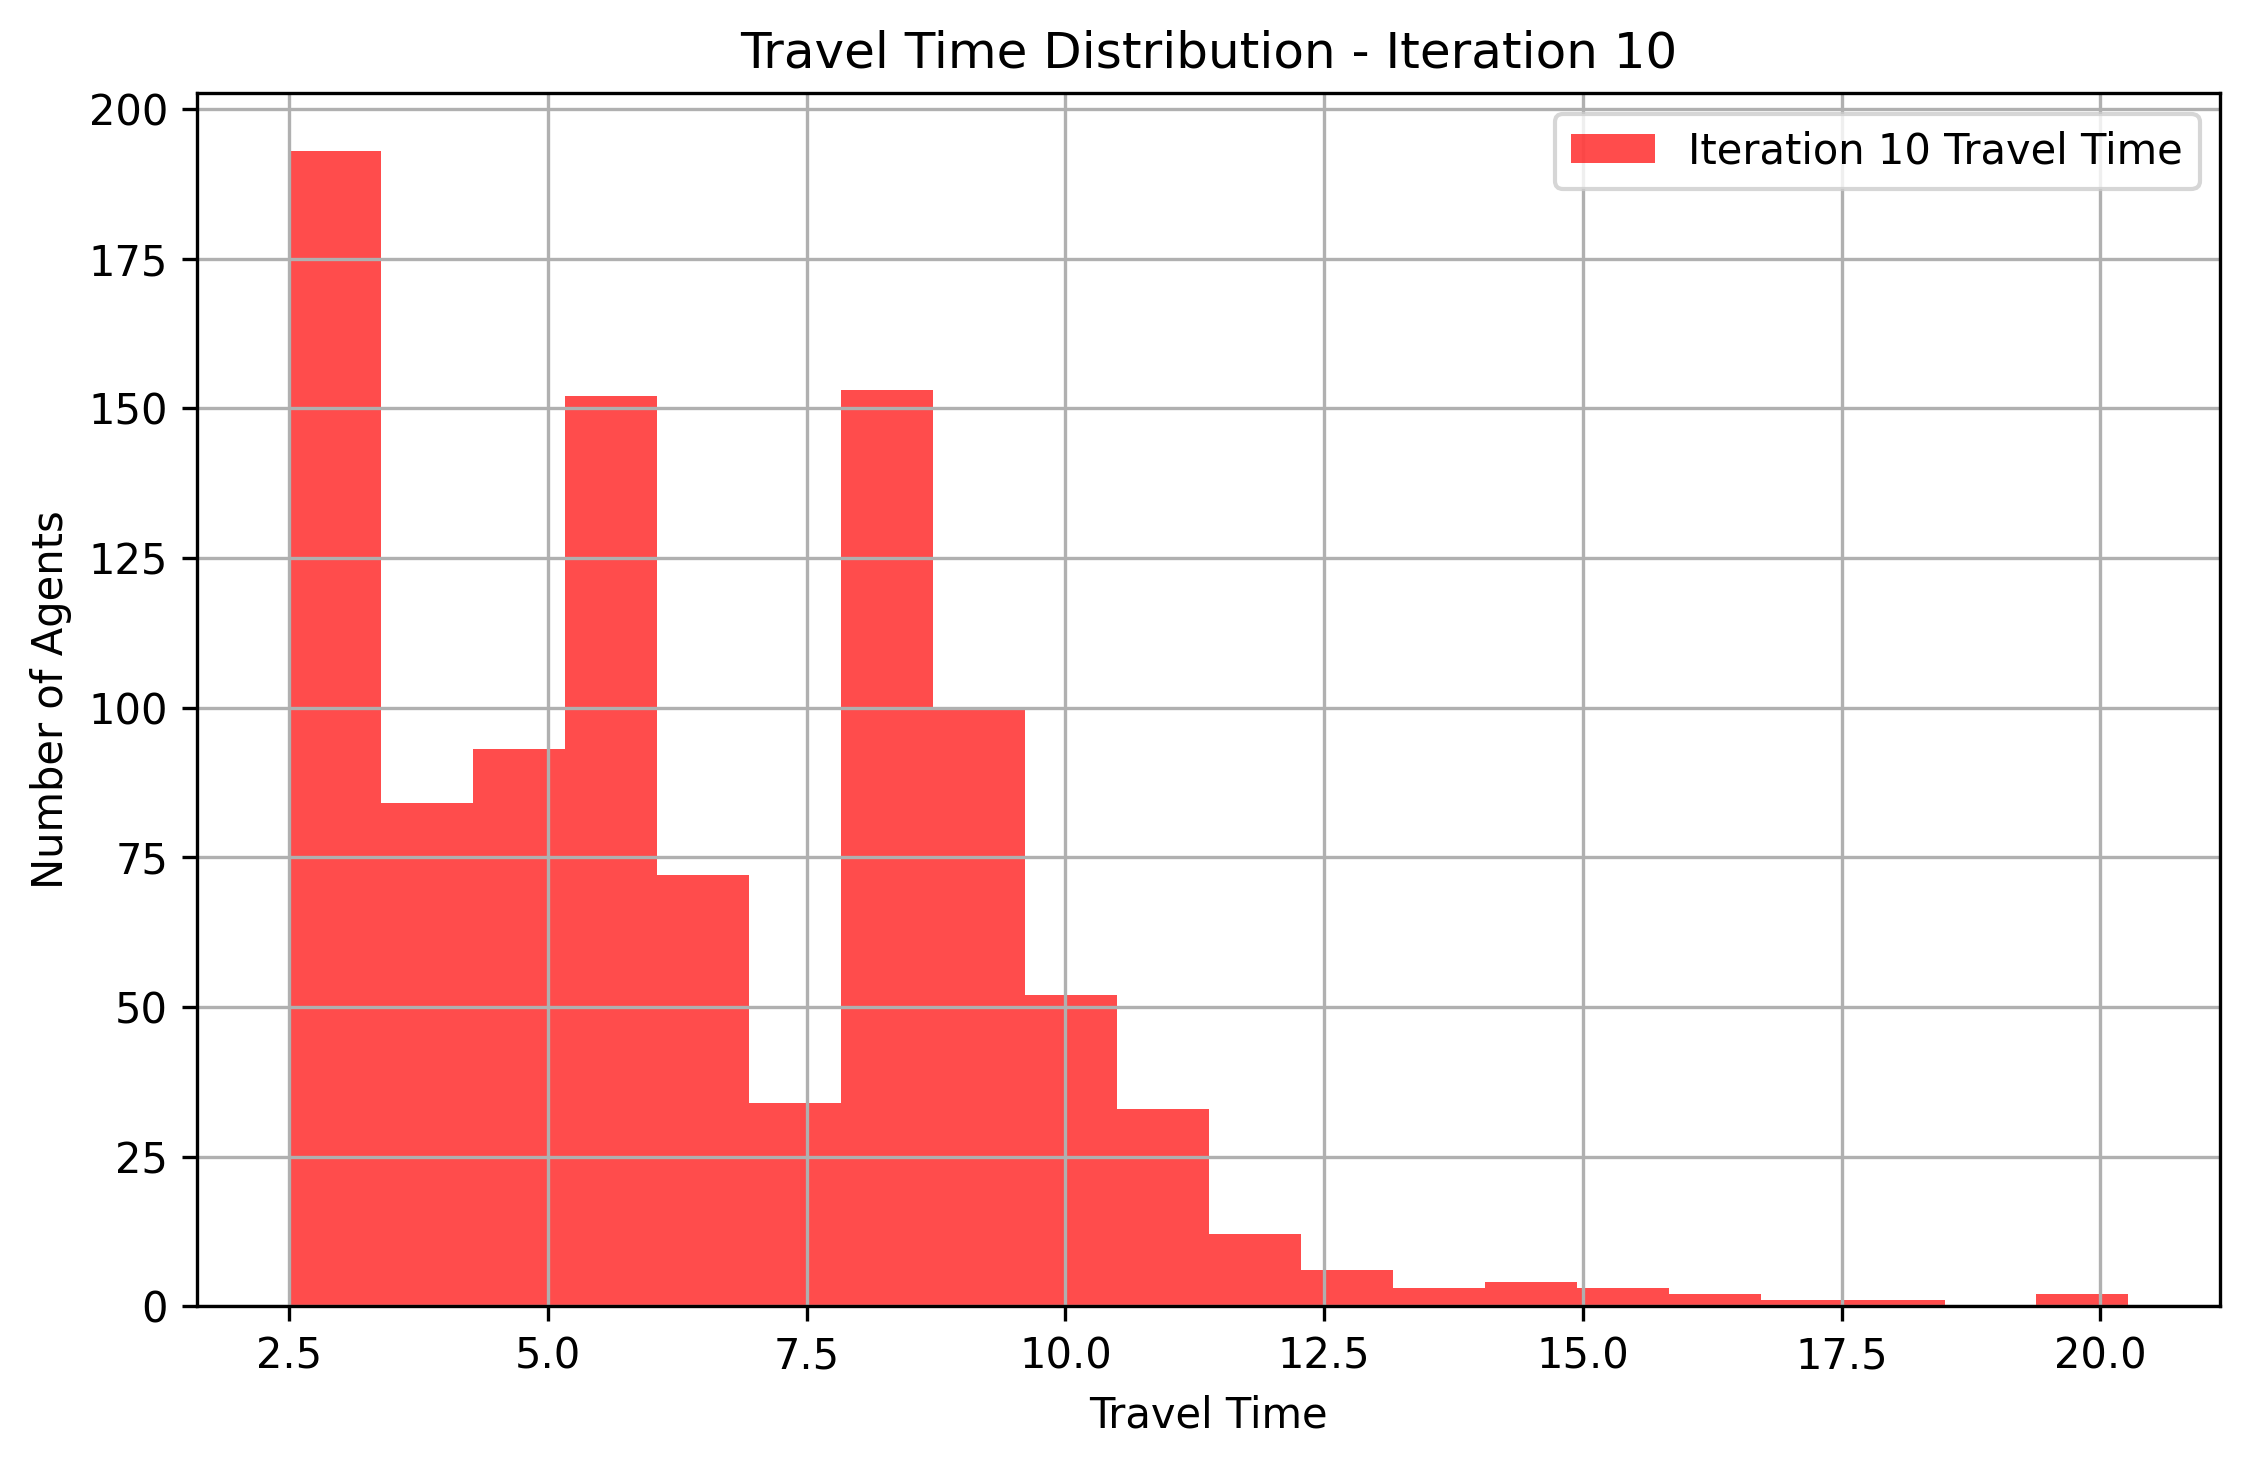 Travel Time Distribution - Iteration 10
Iteration 10 Travel Time
200
175
150
125
100
75
50
25
0
Number of Agents
2.5 5.0 7.5 10.0 12.5 15.0 17.5 20.0
Travel Time